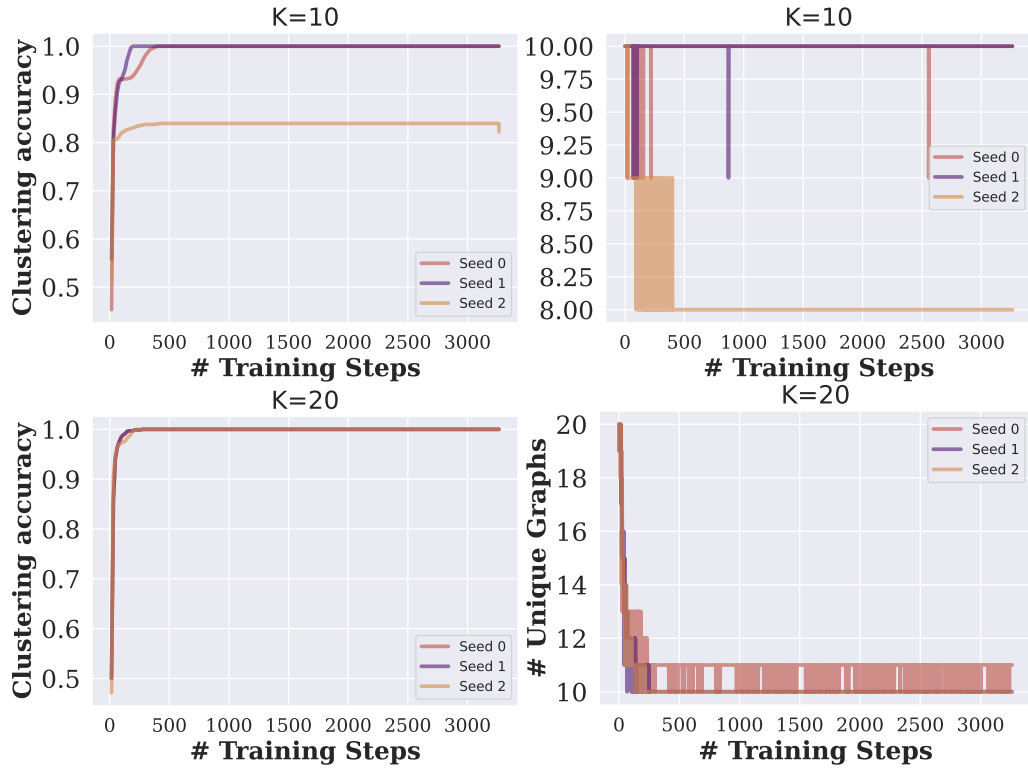 K=10
Clustering accuracy
1.0
0.9
0.8
0.7
0.6
0.5
Seed 0
Seed 1
Seed 2
0 500 1000 1500 2000 2500 3000
# Training Steps
K=10
10.00
9.75
9.50
9.25
9.00
8.75
8.50
8.25
8.00
Seed 0
Seed 1
Seed 2
0 500 1000 1500 2000 2500 3000
# Training Steps
K=20
Clustering accuracy
1.0
0.9
0.8
0.7
0.6
0.5
Seed 0
Seed 1
Seed 2
0 500 1000 1500 2000 2500 3000
# Training Steps
K=20
# Unique Graphs
20
18
16
14
12
10
Seed 0
Seed 1
Seed 2
0 500 1000 1500 2000 2500 3000
# Training Steps